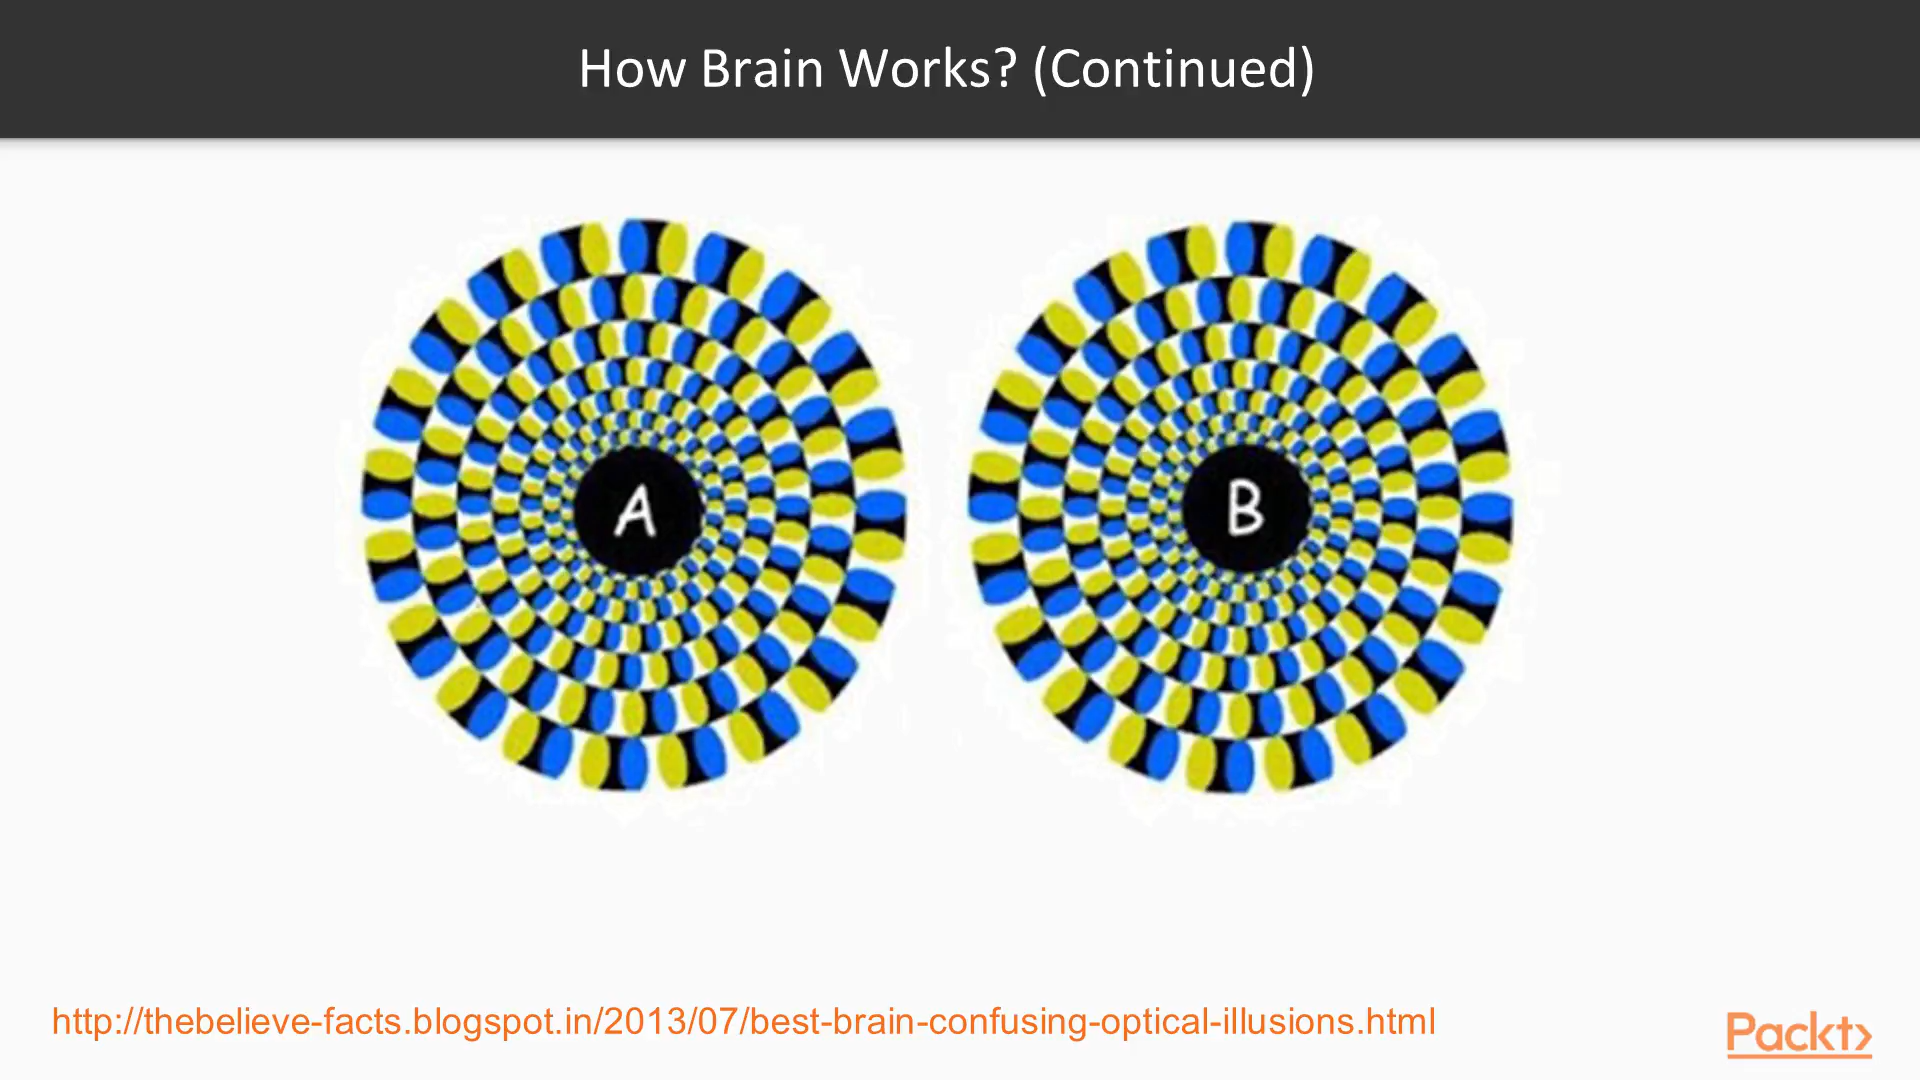 How Brain Works? (Continued)
A
B
http://thebelieve-facts.blogspot.in/2013/07/best-brain-confusing-optical-illusions.html
Packt>